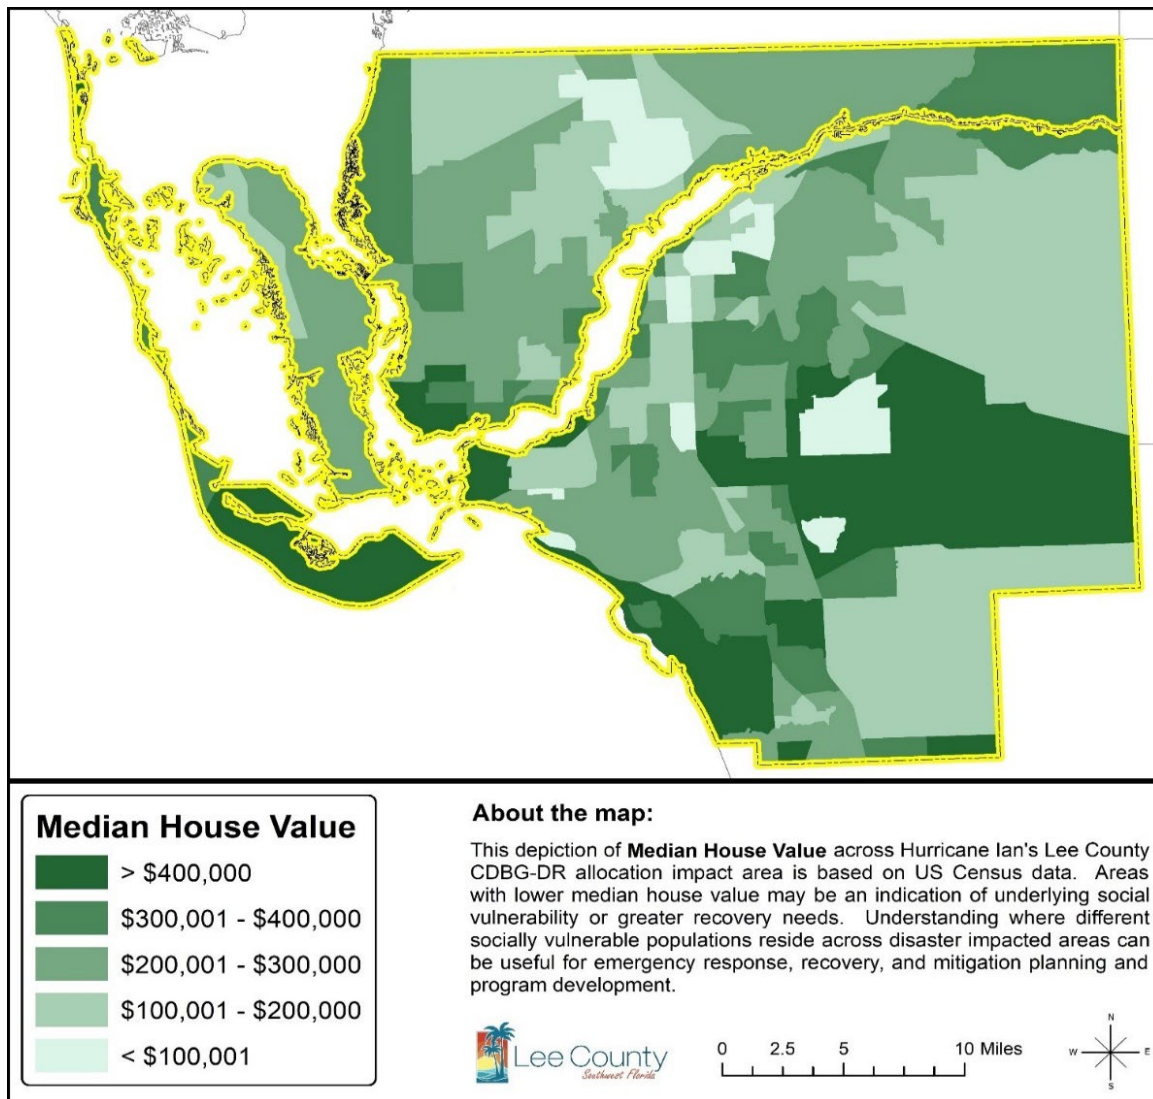 Median House Value
> $400,000
$300,001 - $400,000
$200,001 - $300,000
$100,001 - $200,000
< $100,001
About the map:
This depiction of Median House Value across Hurricane Ian's Lee County
CDBG-DR allocation impact area is based on US Census data. Areas
with lower median house value may be an indication of underlying social
vulnerability or greater recovery needs. Understanding where different
socially vulnerable populations reside across disaster impacted areas can
be useful for emergency response, recovery, and mitigation planning and
program development.
Lee County
Southwest Florida
0 2.5 5 10 Miles
N
W E
S